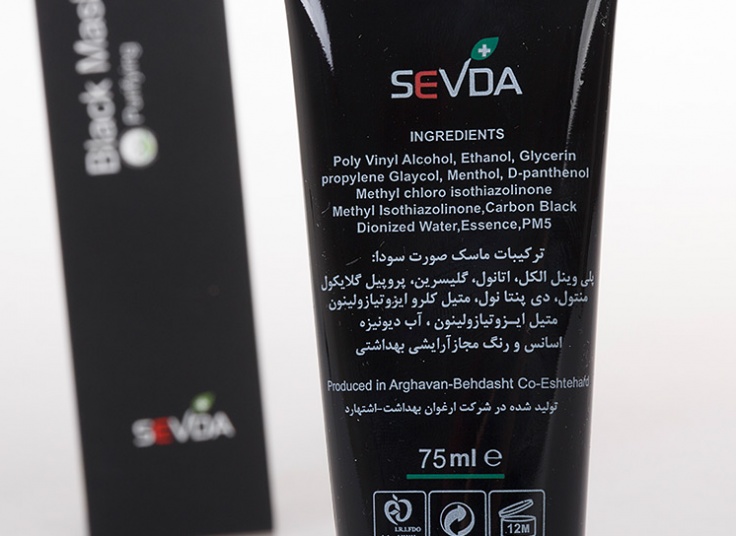 Black Mask
Purifying
SEVDA
SEVDA
INGREDIENTS
Poly Vinyl Alcohol, Ethanol, Glycerin
propylene Glaycol, Menthol, D-panthenol
Methyl chloro isothiazolinone
Methyl Isothiazolinone,Carbon Black
Dionized Water,Essence,PM5
ترکیبات ماسک صورت سودا:
پلی وینل الکل، اتانول، گلیسرین، پروپیل گلایکول
منتول، دی پنتا نول، متیل کلرو ایزوتیازولینون
متیل ایـزوتیازولینون ، آب دیونیزه
اسانس و رنگ مجازآرایشی بهداشتی
Produced in Arghavan-Behdasht Co-Eshtehard
تولید شده در شرکت ارغوان بهداشت-اشتهارد
75ml e
I.R.I.FDO
12M